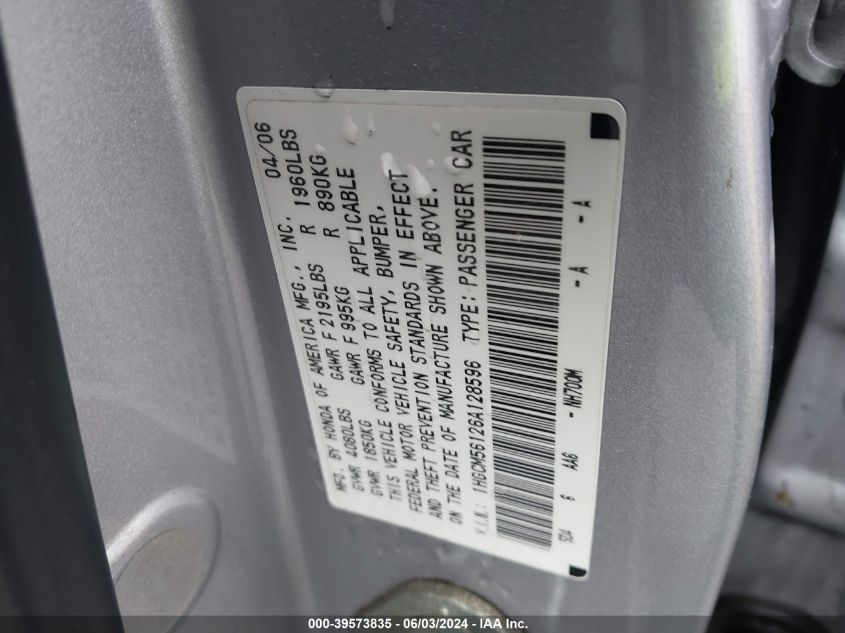 MFG. BY HONDA OF AMERICA MFG., INC. 04/06
GVWR 4080LBS GAWR F 2195LBS R 1960LBS
GVWR 1850KG GAWR F 995KG R 890KG
THIS VEHICLE CONFORMS TO ALL APPLICABLE
FEDERAL MOTOR VEHICLE SAFETY, BUMPER,
AND THEFT PREVENTION STANDARDS IN EFFECT
ON THE DATE OF MANUFACTURE SHOWN ABOVE.
V.I.N.: 1HGCM56126A128596 TYPE: PASSENGER CAR
SDA 6 AA6 - NH700M - A - A
000-39573835 - 06/03/2024 - IAA Inc.